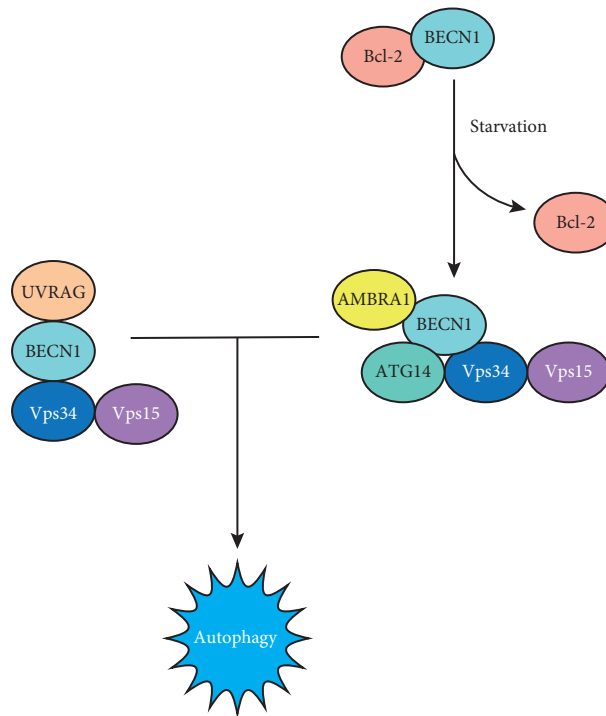 BECN1
Bcl-2
Starvation
Bcl-2
UVRAG
BECN1
Vps34
Vps15
AMBRA1
BECN1
ATG14
Vps34
Vps15
Autophagy